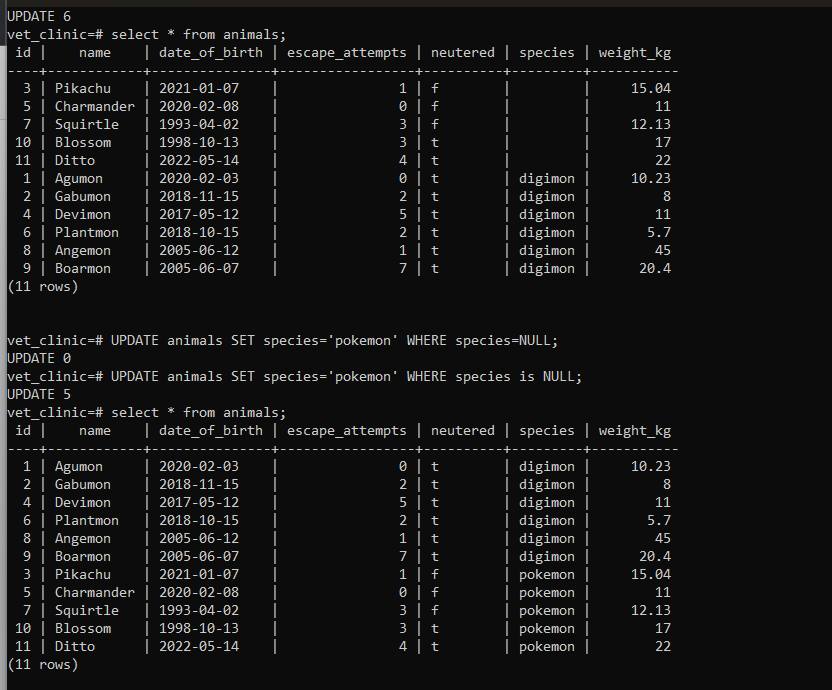 UPDATE 6
vet_clinic=# select * from animals;
 id |    name    | date_of_birth | escape_attempts | neutered | species | weight_kg
----+------------+---------------+-----------------+----------+---------+-----------
  3 | Pikachu    | 2021-01-07    |               1 | f        |         |     15.04
  5 | Charmander | 2020-02-08    |               0 | f        |         |        11
  7 | Squirtle   | 1993-04-02    |               3 | f        |         |     12.13
 10 | Blossom    | 1998-10-13    |               3 | t        |         |        17
 11 | Ditto      | 2022-05-14    |               4 | t        |         |        22
  1 | Agumon     | 2020-02-03    |               0 | t        | digimon |     10.23
  2 | Gabumon    | 2018-11-15    |               2 | t        | digimon |         8
  4 | Devimon    | 2017-05-12    |               5 | t        | digimon |        11
  6 | Plantmon   | 2018-10-15    |               2 | t        | digimon |       5.7
  8 | Angemon    | 2005-06-12    |               1 | t        | digimon |        45
  9 | Boarmon    | 2005-06-07    |               7 | t        | digimon |      20.4
(11 rows)
vet_clinic=# UPDATE animals SET species='pokemon' WHERE species=NULL;
UPDATE 0
vet_clinic=# UPDATE animals SET species='pokemon' WHERE species is NULL;
UPDATE 5
vet_clinic=# select * from animals;
 id |    name    | date_of_birth | escape_attempts | neutered | species | weight_kg
----+------------+---------------+-----------------+----------+---------+-----------
  1 | Agumon     | 2020-02-03    |               0 | t        | digimon |     10.23
  2 | Gabumon    | 2018-11-15    |               2 | t        | digimon |         8
  4 | Devimon    | 2017-05-12    |               5 | t        | digimon |        11
  6 | Plantmon   | 2018-10-15    |               2 | t        | digimon |       5.7
  8 | Angemon    | 2005-06-12    |               1 | t        | digimon |        45
  9 | Boarmon    | 2005-06-07    |               7 | t        | digimon |      20.4
  3 | Pikachu    | 2021-01-07    |               1 | f        | pokemon |     15.04
  5 | Charmander | 2020-02-08    |               0 | f        | pokemon |        11
  7 | Squirtle   | 1993-04-02    |               3 | f        | pokemon |     12.13
 10 | Blossom    | 1998-10-13    |               3 | t        | pokemon |        17
 11 | Ditto      | 2022-05-14    |               4 | t        | pokemon |        22
(11 rows)